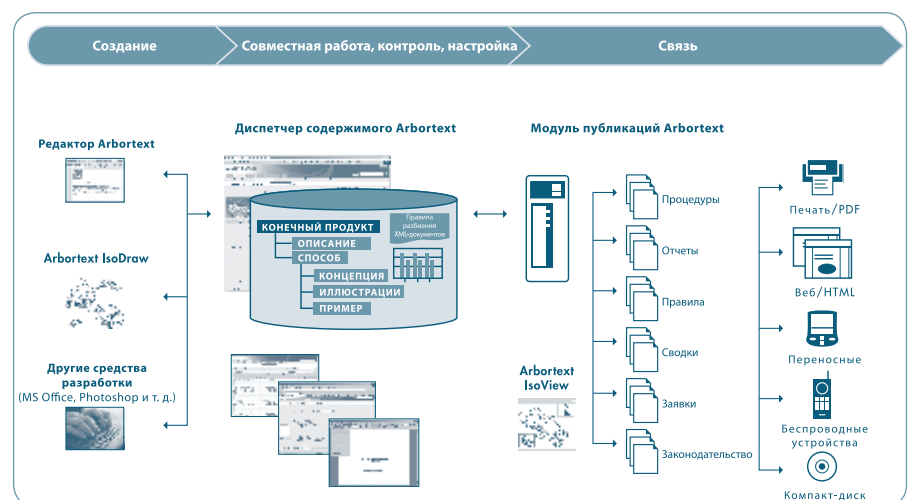 Создание
Совместная работа, контроль, настройка
Связь
Редактор Arbortext
Arbortext IsoDraw
Другие средства
разработки
(MS Office, Photoshop и т. д.)
Диспетчер содержимого Arbortext
КОНЕЧНЫЙ ПРОДУКТ
ОПИСАНИЕ
СПОСОБ
КОНЦЕПЦИЯ
ИЛЛЮСТРАЦИИ
ПРИМЕР
Правила
разбиения
XML-документов
Модуль публикаций Arbortext
Arbortext
IsoView
Процедуры
Отчеты
Правила
Сводки
Заявки
Законодательство
Печать/PDF
Веб/HTML
Переносные
Беспроводные
устройства
Компакт-диск